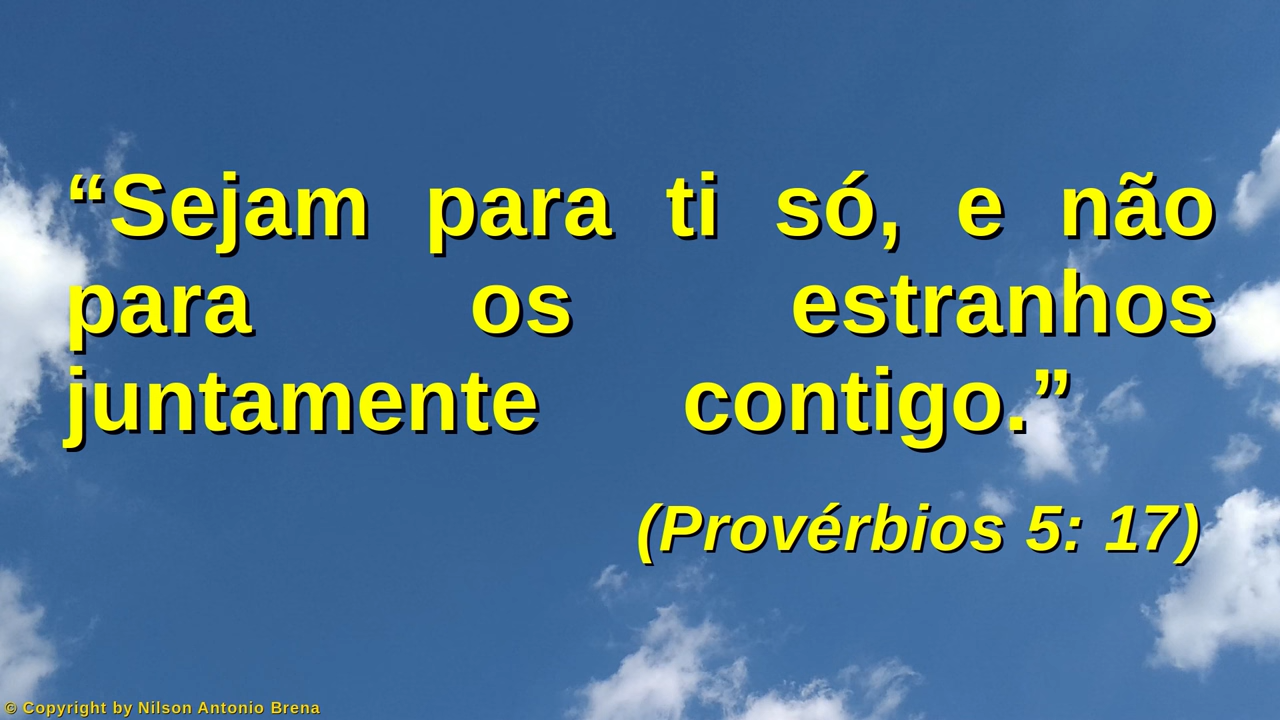 “Sejam para ti só, e não
para os estranhos
juntamente contigo.”
(Provérbios 5: 17)
© Copyright by Nilson Antonio Brena